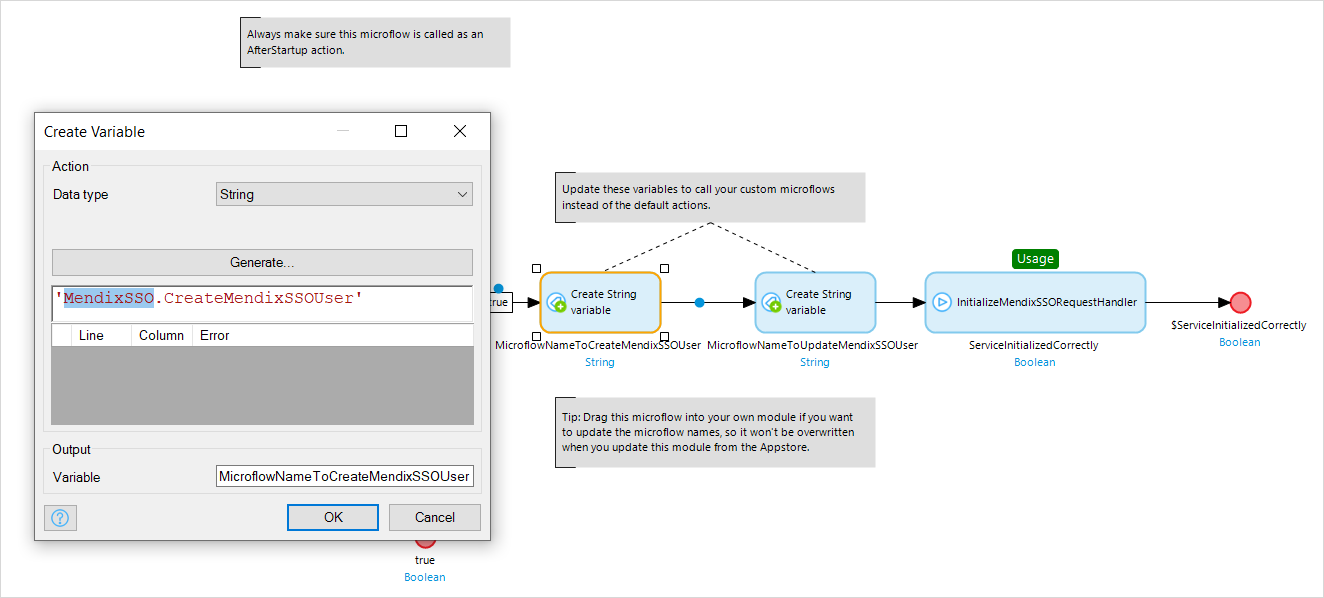 Always make sure this microflow is called as an
AfterStartup action.
Create Variable
Action
Data type
String
Generate...
'MendixSSO.CreateMendixSSOUser'
Line Column Error
Output
Variable
MicroflowNameToCreateMendixSSOUser
OK Cancel
Update these variables to call your custom microflows
instead of the default actions.
Usage
true
Create String
variable
MicroflowNameToCreateMendixSSOUser
String
Create String
variable
MicroflowNameToUpdateMendixSSOUser
String
InitializeMendixSSORequestHandler
ServiceInitializedCorrectly
Boolean
$ServiceInitializedCorrectly
Boolean
Tip: Drag this microflow into your own module if you want
to update the microflow names, so it won't be overwritten
when you update this module from the Appstore.
true
Boolean